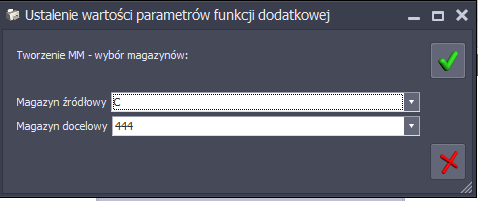 Ustalenie wartości parametrów funkcji dodatkowej
Tworzenie MM - wybór magazynów:
Magazyn źródłowy C
Magazyn docelowy 444